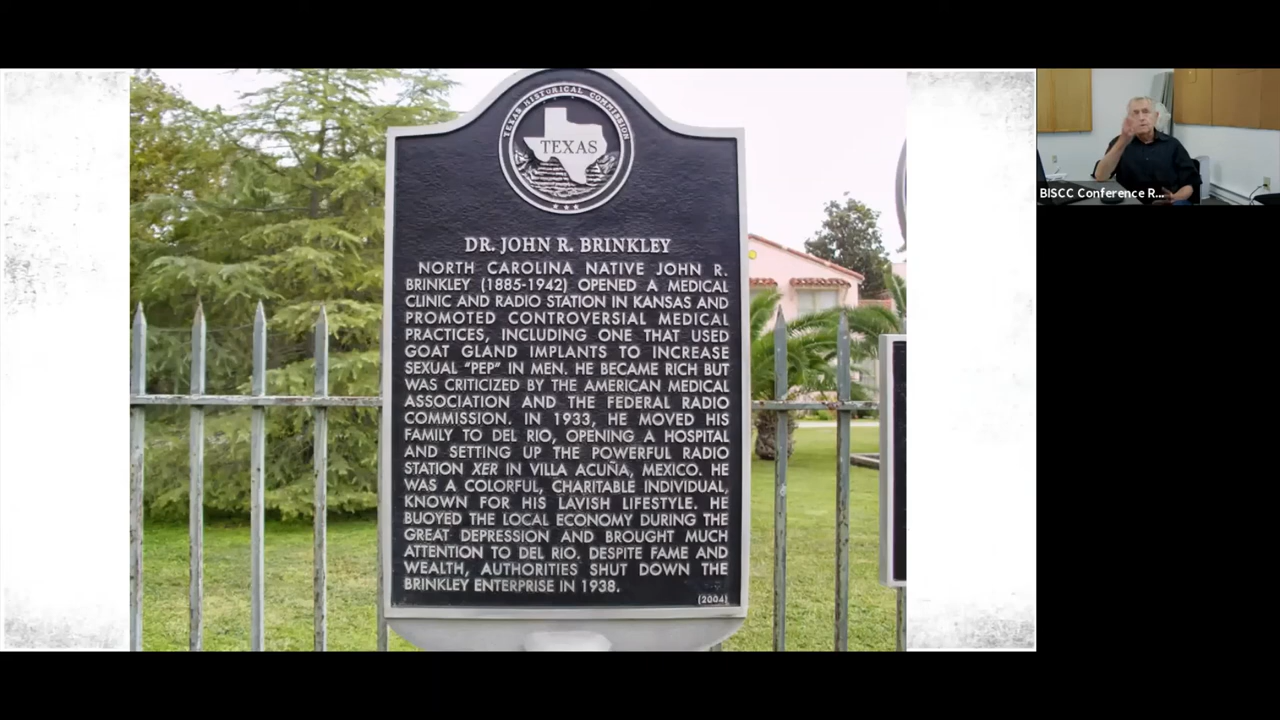 TEXAS HISTORICAL COMMISSION
TEXAS
DR. JOHN R. BRINKLEY
NORTH CAROLINA NATIVE JOHN R.
BRINKLEY (1885-1942) OPENED A MEDICAL
CLINIC AND RADIO STATION IN KANSAS AND
PROMOTED CONTROVERSIAL MEDICAL
PRACTICES, INCLUDING ONE THAT USED
GOAT GLAND IMPLANTS TO INCREASE
SEXUAL “PEP” IN MEN. HE BECAME RICH BUT
WAS CRITICIZED BY THE AMERICAN MEDICAL
ASSOCIATION AND THE FEDERAL RADIO
COMMISSION. IN 1933, HE MOVED HIS
FAMILY TO DEL RIO, OPENING A HOSPITAL
AND SETTING UP THE POWERFUL RADIO
STATION XER IN VILLA ACUÑA, MEXICO. HE
WAS A COLORFUL, CHARITABLE INDIVIDUAL,
KNOWN FOR HIS LAVISH LIFESTYLE. HE
BUOYED THE LOCAL ECONOMY DURING THE
GREAT DEPRESSION AND BROUGHT MUCH
ATTENTION TO DEL RIO. DESPITE FAME AND
WEALTH, AUTHORITIES SHUT DOWN THE
BRINKLEY ENTERPRISE IN 1938.
(2004)
BISCC Conference R...